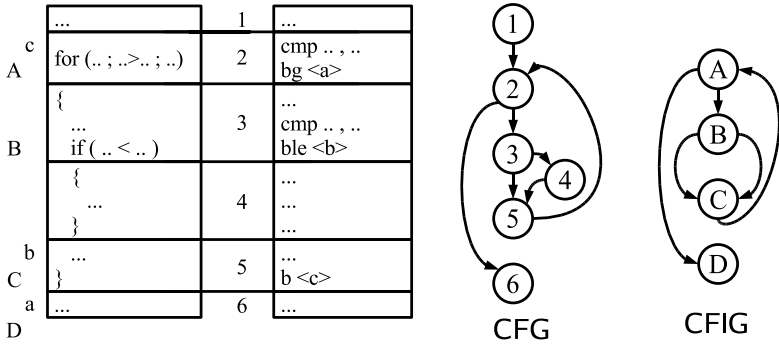 ... 1 ...
c
A
for (.. ; ..>.. ; ..) 2 cmp .. , ..
bg <a>
{ ...
... 3 cmp .. , ..
B
if ( .. < .. ) ble <b>
{ ...
... 4 ...
} ...
b
C
... 5 ...
} b <c>
a
D
... 6 ...
1
2
3
4
5
6
CFG
A
B
C
D
CFIG